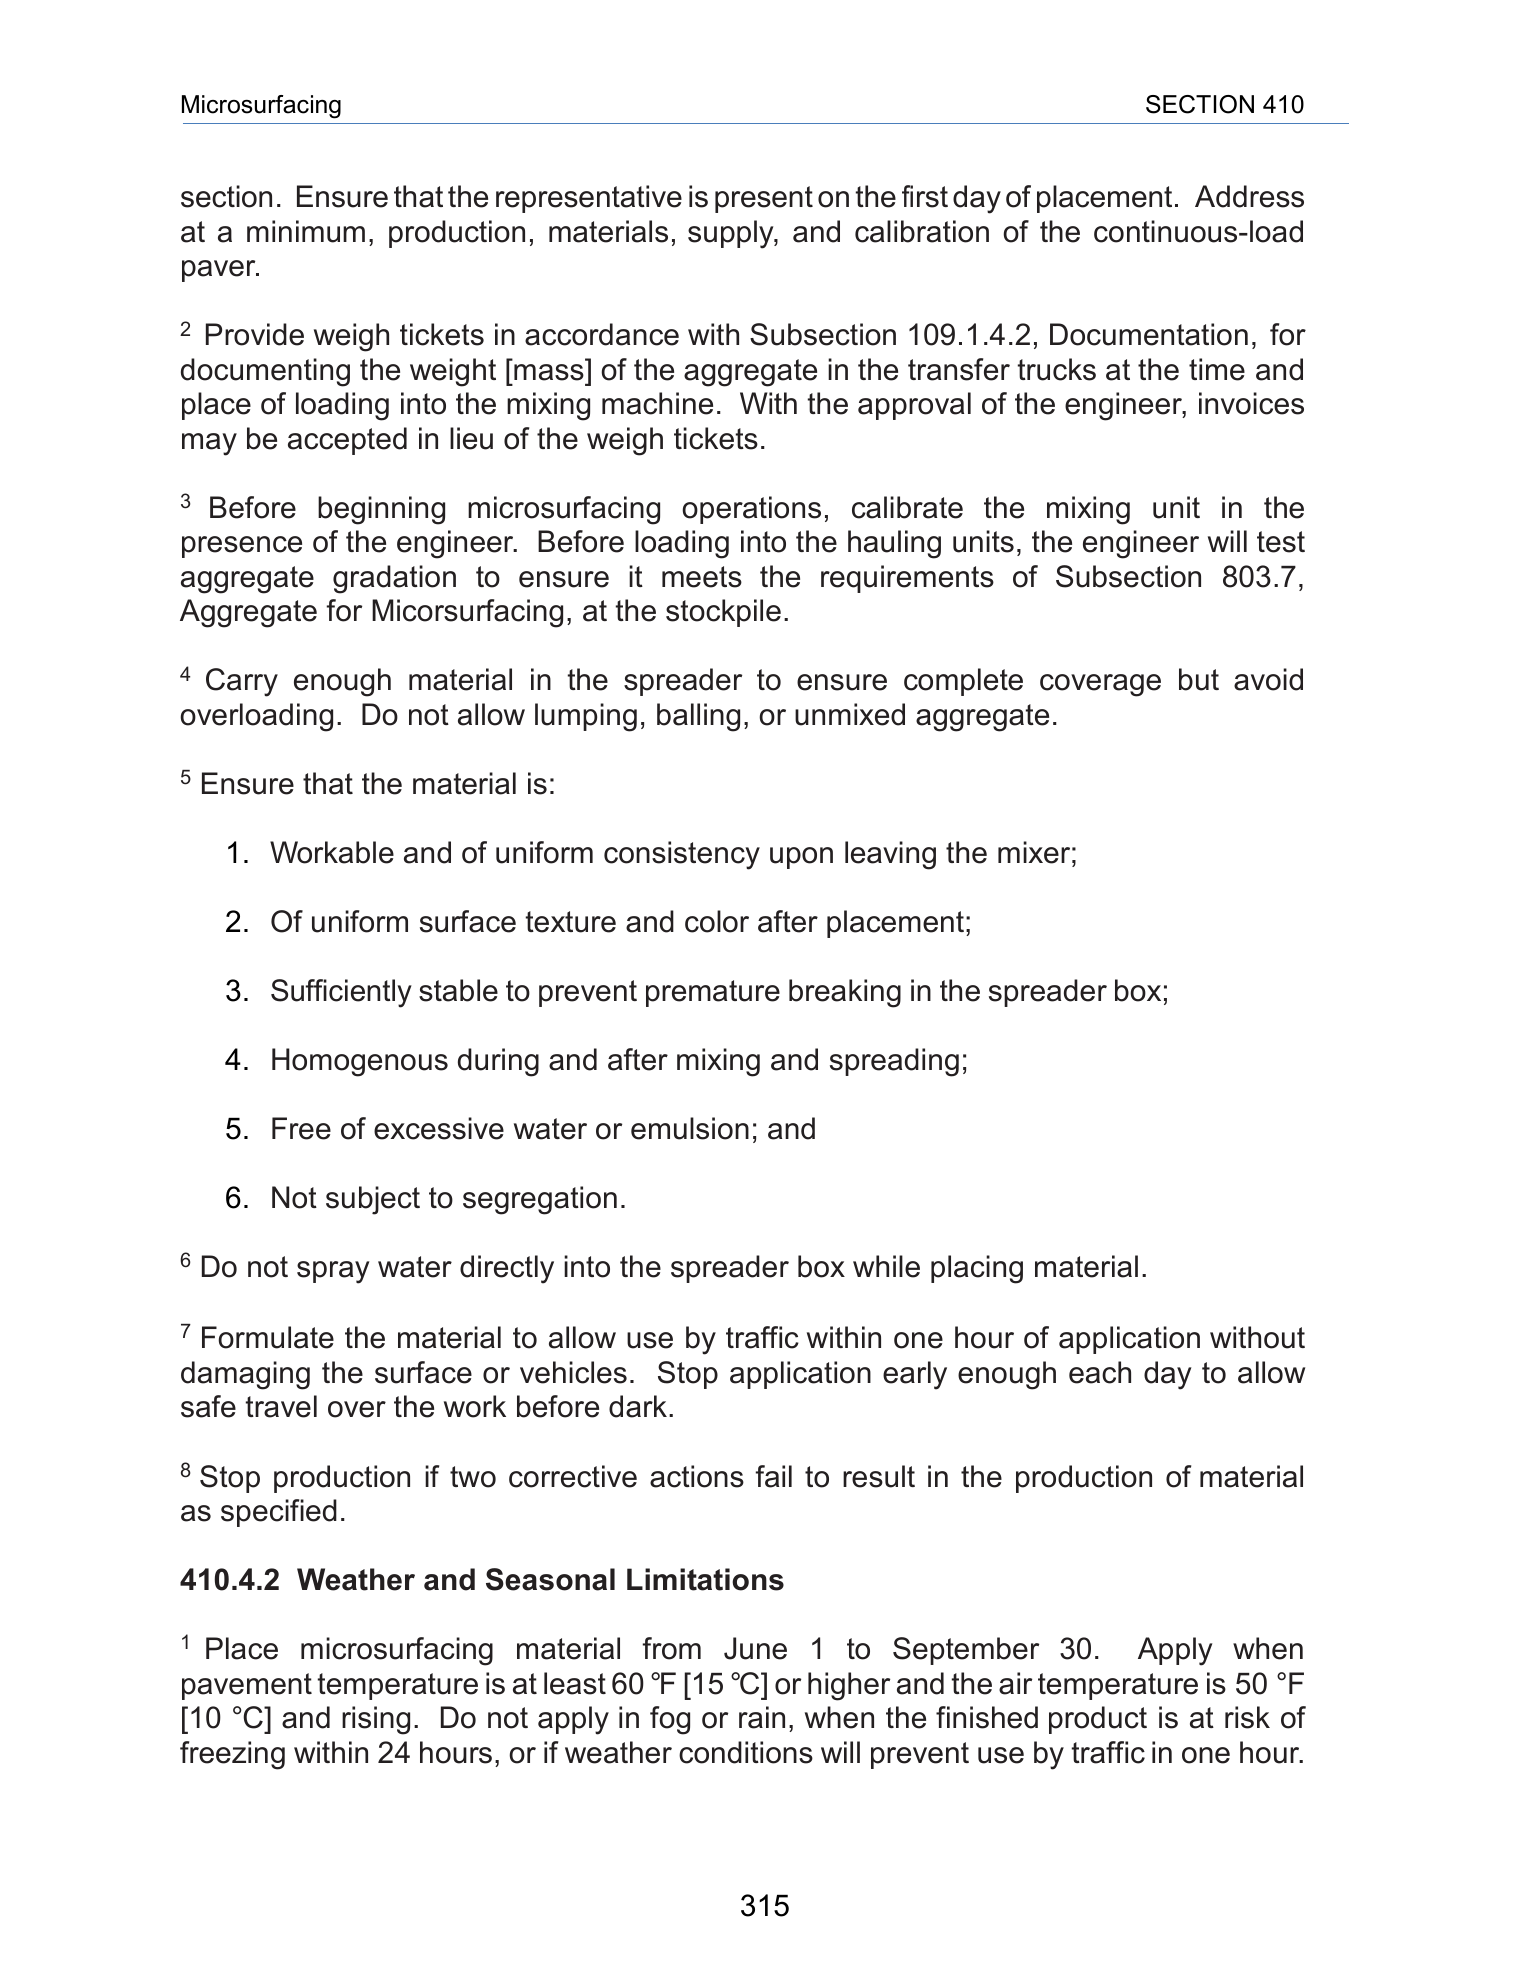 Microsurfacing SECTION 410
section. Ensure that the representative is present on the first day of placement. Address
at a minimum, production, materials, supply, and calibration of the continuous-load
paver.
2 Provide weigh tickets in accordance with Subsection 109.1.4.2, Documentation, for
documenting the weight [mass] of the aggregate in the transfer trucks at the time and
place of loading into the mixing machine. With the approval of the engineer, invoices
may be accepted in lieu of the weigh tickets.
3 Before beginning microsurfacing operations, calibrate the mixing unit in the
presence of the engineer. Before loading into the hauling units, the engineer will test
aggregate gradation to ensure it meets the requirements of Subsection 803.7,
Aggregate for Micorsurfacing, at the stockpile.
4 Carry enough material in the spreader to ensure complete coverage but avoid
overloading. Do not allow lumping, balling, or unmixed aggregate.
5 Ensure that the material is:
1. Workable and of uniform consistency upon leaving the mixer;
2. Of uniform surface texture and color after placement;
3. Sufficiently stable to prevent premature breaking in the spreader box;
4. Homogenous during and after mixing and spreading;
5. Free of excessive water or emulsion; and
6. Not subject to segregation.
6 Do not spray water directly into the spreader box while placing material.
7 Formulate the material to allow use by traffic within one hour of application without
damaging the surface or vehicles. Stop application early enough each day to allow
safe travel over the work before dark.
8 Stop production if two corrective actions fail to result in the production of material
as specified.
410.4.2 Weather and Seasonal Limitations
1 Place microsurfacing material from June 1 to September 30. Apply when
pavement temperature is at least 60 °F [15 °C] or higher and the air temperature is 50 °F
[10 °C] and rising. Do not apply in fog or rain, when the finished product is at risk of
freezing within 24 hours, or if weather conditions will prevent use by traffic in one hour.
315